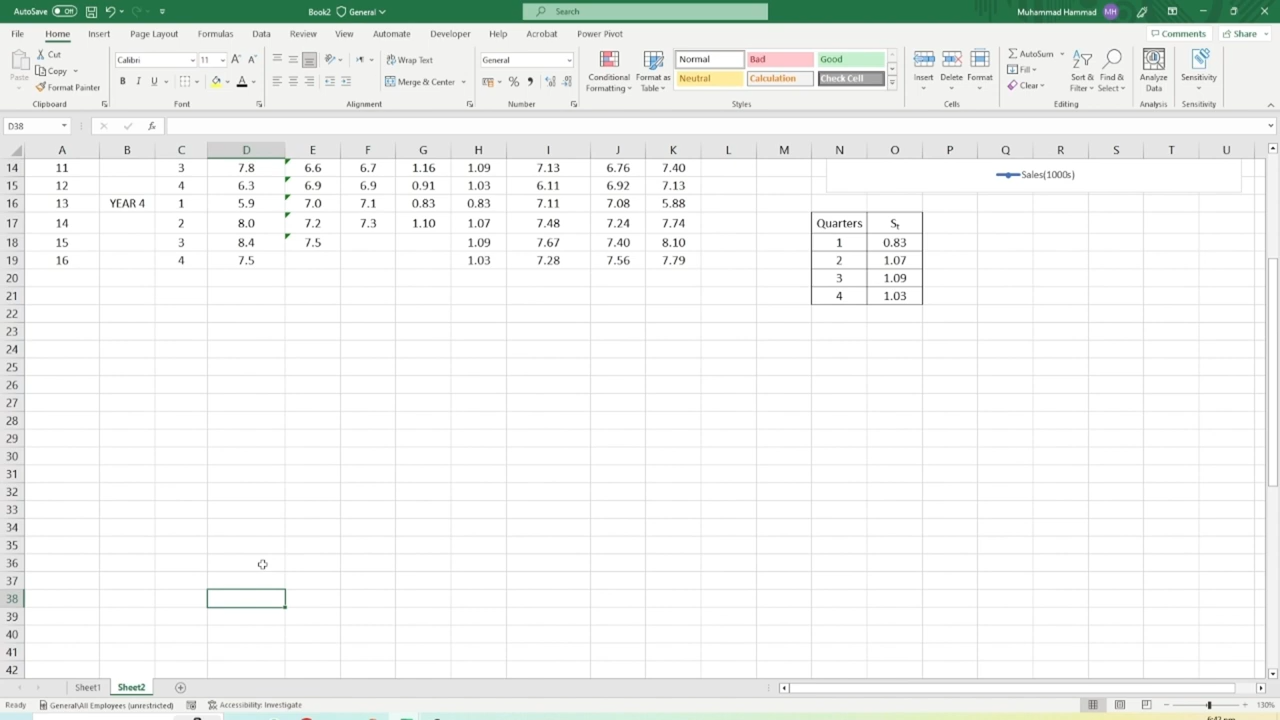 AutoSave Off Book2 General Search Muhammad Hammad MH
File Home Insert Page Layout Formulas Data Review View Automate Developer Help Acrobat Power Pivot Comments Share
Paste Cut Copy Format Painter Clipboard
Calibri 11 B I U A Font
Wrap Text Merge & Center Alignment
General % Number
Conditional Formatting Format as Table
Normal Bad Good
Neutral Calculation Check Cell
Styles
Insert Delete Format Cells
AutoSum Fill Clear Sort & Filter Find & Select Editing
Analyze Data Analysis
Sensitivity Sensitivity
D38 fx
A B C D E F G H I J K L M N O P Q R S T U
14 11 3 7.8 6.6 6.7 1.16 1.09 7.13 6.76 7.40 Sales(1000s)
15 12 4 6.3 6.9 6.9 0.91 1.03 6.11 6.92 7.13
16 13 YEAR 4 1 5.9 7.0 7.1 0.83 0.83 7.11 7.08 5.88
17 14 2 8.0 7.2 7.3 1.10 1.07 7.48 7.24 7.74 Quarters St
18 15 3 8.4 7.5 1.09 7.67 7.40 8.10 1 0.83
19 16 4 7.5 1.03 7.28 7.56 7.79 2 1.07
20 3 1.09
21 4 1.03
22
23
24
25
26
27
28
29
30
31
32
33
34
35
36
37
38
39
40
41
42
Sheet1 Sheet2
Ready General\All Employees (unrestricted) Accessibility: Investigate 130%